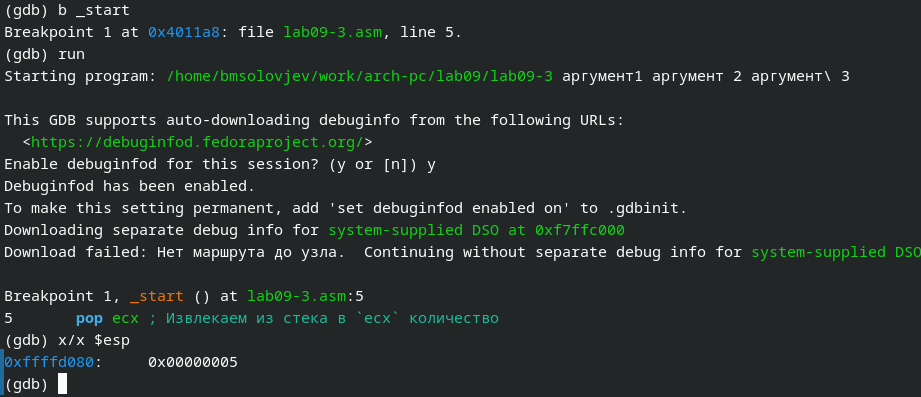 (gdb) b _start
Breakpoint 1 at 0x4011a8: file lab09-3.asm, line 5.
(gdb) run
Starting program: /home/bmsolovjev/work/arch-pc/lab09/lab09-3 аргумент1 аргумент 2 аргумент\ 3
This GDB supports auto-downloading debuginfo from the following URLs:
<https://debuginfod.fedoraproject.org/>
Enable debuginfod for this session? (y or [n]) y
Debuginfod has been enabled.
To make this setting permanent, add 'set debuginfod enabled on' to .gdbinit.
Downloading separate debug info for system-supplied DSO at 0xf7ffc000
Download failed: Нет маршрута до узла.  Continuing without separate debug info for system-supplied DSO
Breakpoint 1, _start () at lab09-3.asm:5
5       pop ecx ; Извлекаем из стека в `ecx` количество
(gdb) x/x $esp
0xffffd080:     0x00000005
(gdb)